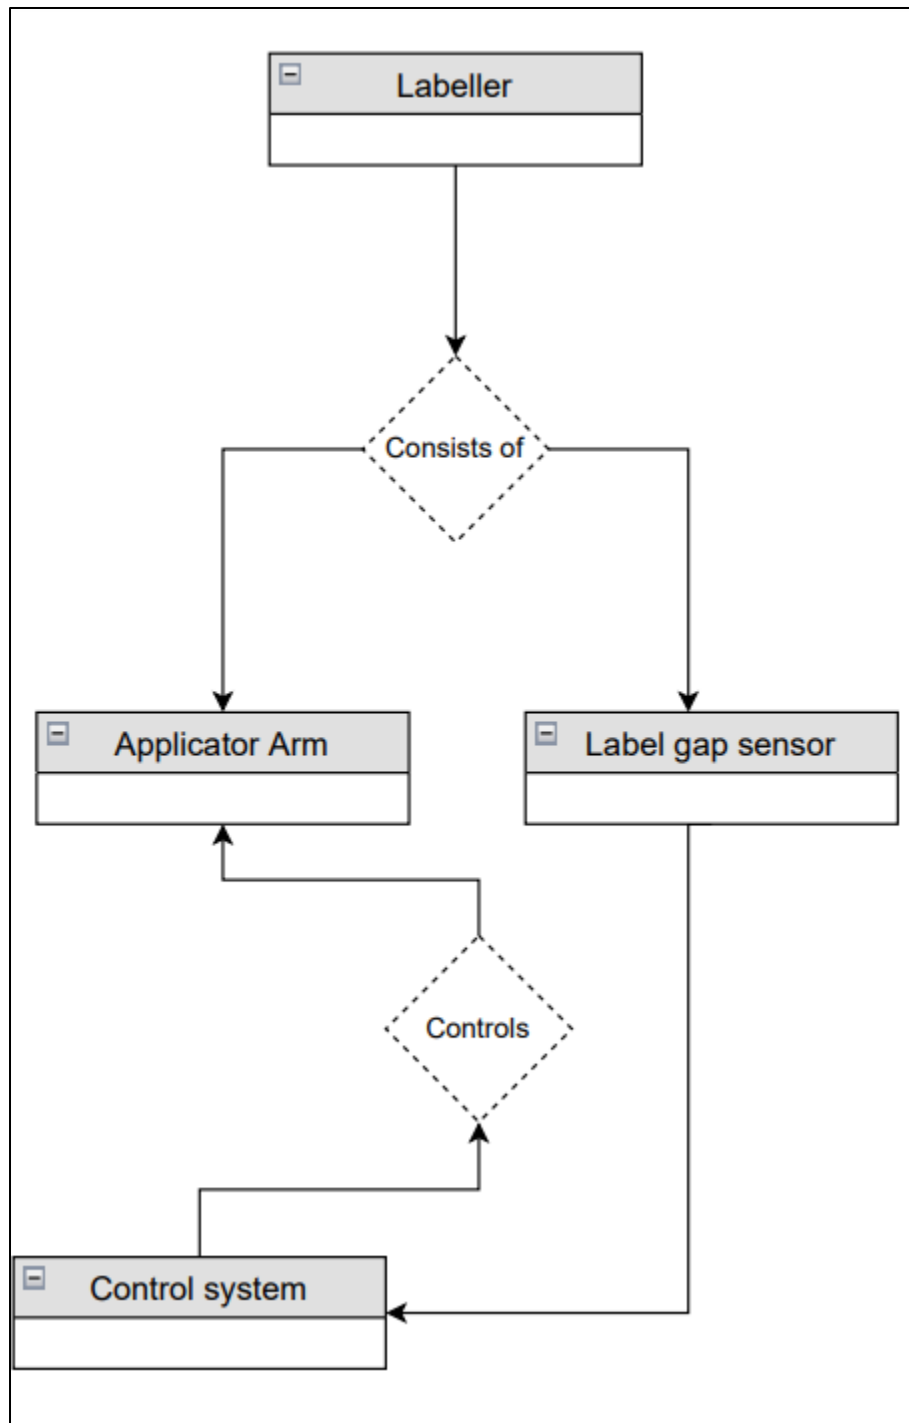 Labeller
Consists of
Applicator Arm
Label gap sensor
Controls
Control system